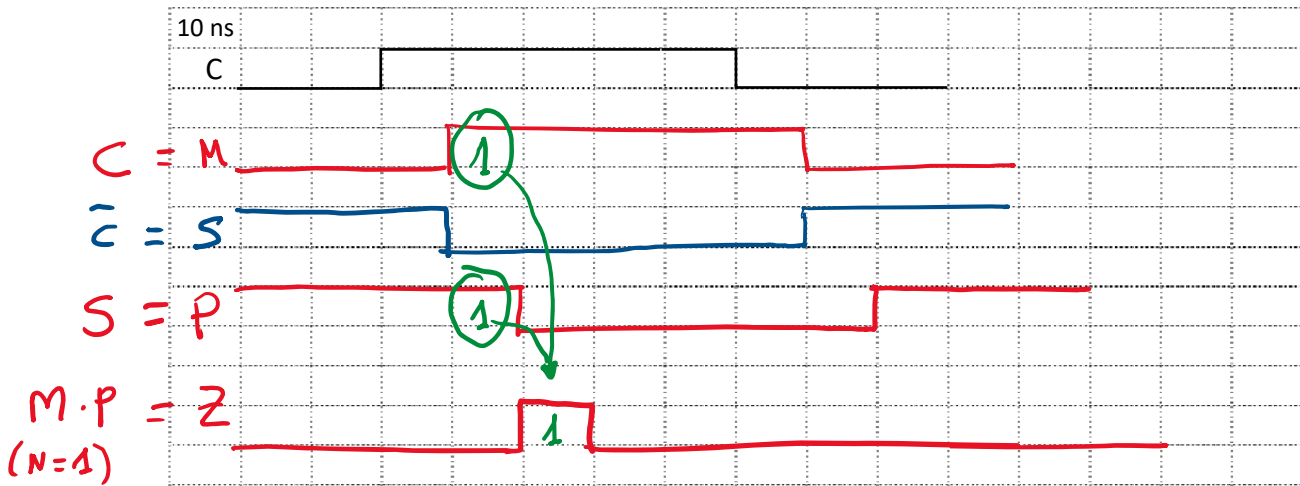 10 ns
C
C = M
1
C̅ = S
S = P
1
M·P = Z
1
(N=1)